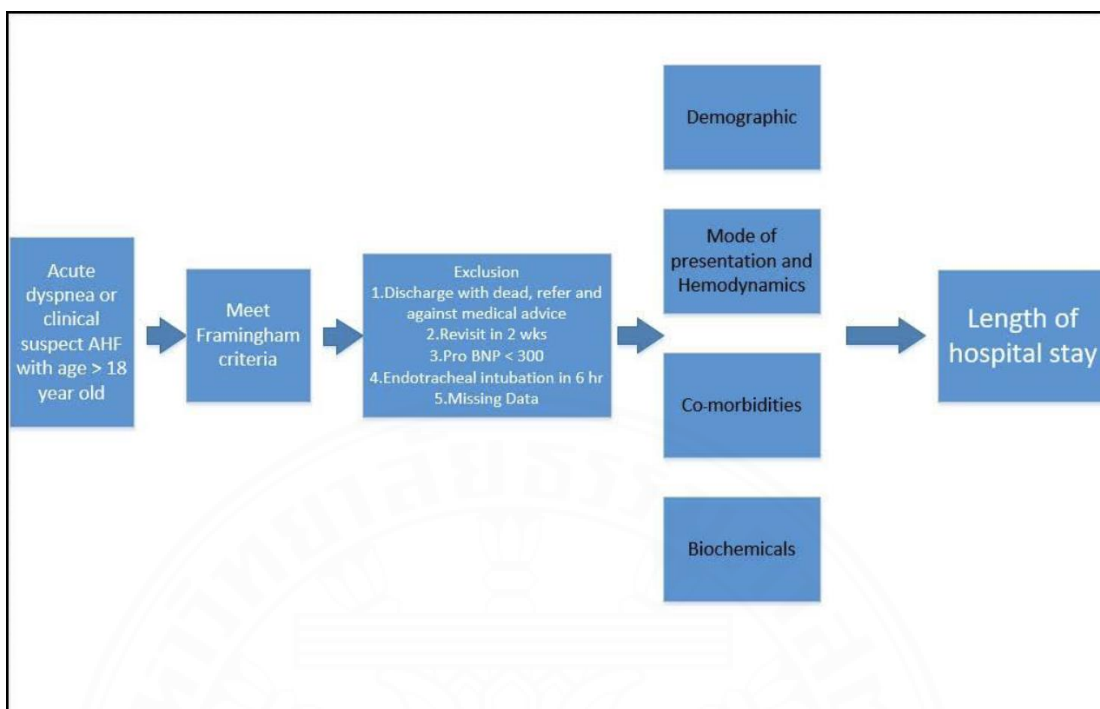 Acute
dyspnea or
clinical
suspect AHF
with age > 18
year old
Meet
Framingham
criteria
Exclusion
1.Discharge with dead, refer and
against medical advice
2.Revisit in 2 wks
3.Pro BNP < 300
4.Endotracheal intubation in 6 hr
5.Missing Data
Demographic
Mode of
presentation and
Hemodynamics
Co-morbidities
Biochemicals
Length of
hospital stay